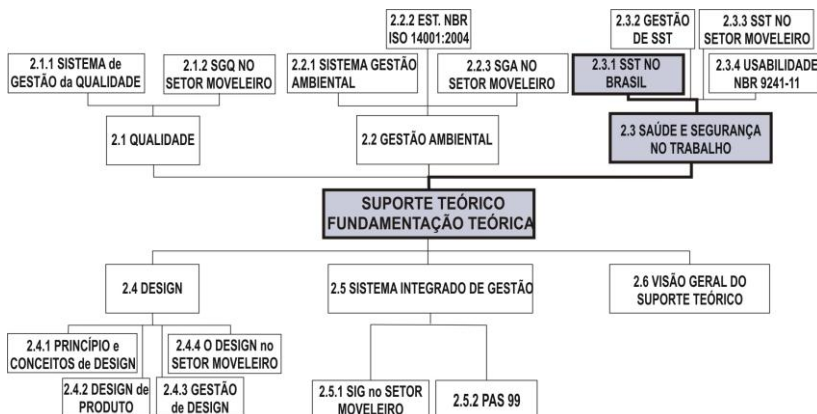 2.2.2 EST. NBR
ISO 14001:2004
2.3.2 GESTÃO
DE SST
2.3.3 SST NO
SETOR MOVELEIRO
2.1.1 SISTEMA de
GESTÃO da QUALIDADE
2.1.2 SGQ NO
SETOR MOVELEIRO
2.2.1 SISTEMA GESTÃO
AMBIENTAL
2.2.3 SGA NO
SETOR MOVELEIRO
2.3.1 SST NO
BRASIL
2.3.4 USABILIDADE
NBR 9241-11
2.1 QUALIDADE
2.2 GESTÃO AMBIENTAL
2.3 SAÚDE E SEGURANÇA
NO TRABALHO
SUPORTE TEÓRICO
FUNDAMENTAÇÃO TEÓRICA
2.4 DESIGN
2.5 SISTEMA INTEGRADO DE GESTÃO
2.6 VISÃO GERAL DO
SUPORTE TEÓRICO
2.4.1 PRINCÍPIO e
CONCEITOS de DESIGN
2.4.4 O DESIGN no
SETOR MOVELEIRO
2.4.2 DESIGN de
PRODUTO
2.4.3 GESTÃO
de DESIGN
2.5.1 SIG no SETOR
MOVELEIRO
2.5.2 PAS 99